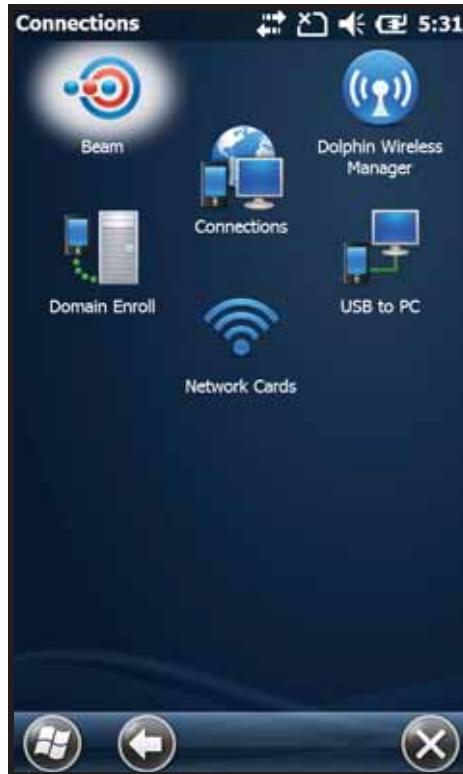 Connections
5:31
Beam
Dolphin Wireless
Manager
Connections
Domain Enroll
USB to PC
Network Cards